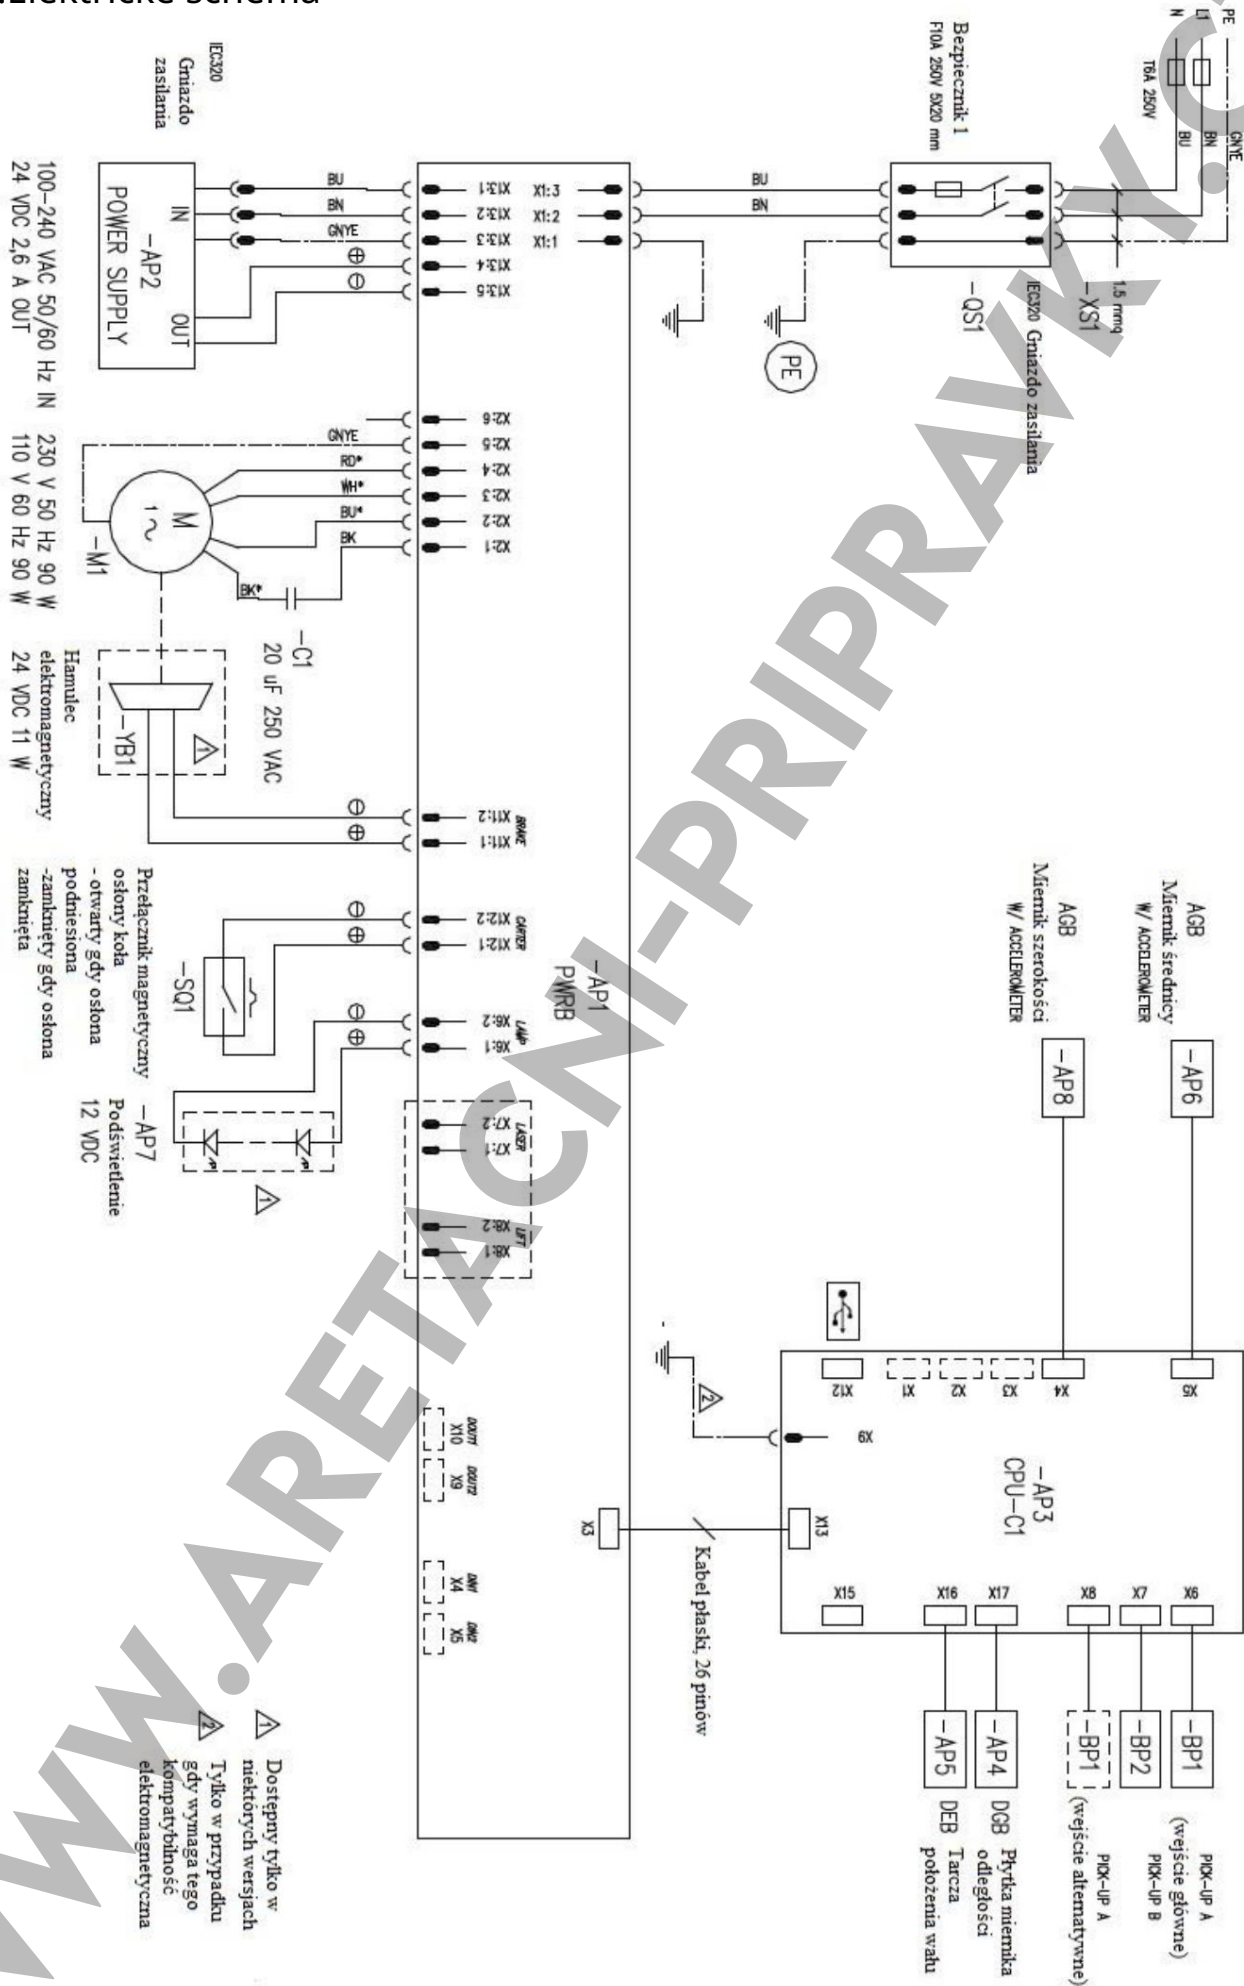 .Elektrické schéma
PE
L1
N
GNYE
BN
BU
T6A 250V
Bezpiecznik 1
F10A 250V 5X20 mm
1.5 mmq
-XS1
IEC320 Gniazdo zasilania
-QS1
BU
BN
PE
X1:3
X1:2
X1:1
X13:1
X13:2
X13:3
X13:4
X13:5
BU
BN
GNYE
IEC320
Gniazdo
zasilania
IN
OUT
-AP2
POWER SUPPLY
100-240 VAC 50/60 Hz IN
24 VDC 2,6 A OUT
X2:6
X2:5
X2:4
X2:3
X2:2
X2:1
GNYE
RD*
WH*
BU*
BK
BK*
M
1~
-M1
230 V 50 Hz 90 W
110 V 60 Hz 90 W
-C1
20 uF 250 VAC
1
-YB1
Hamulec
elektromagnetyczny
24 VDC 11 W
BRAKE
X11:2
X11:1
CARTER
X12:2
X12:1
-SQ1
Przełącznik magnetyczny
osłony koła
- otwarty gdy osłona
podniesiona
-zamknięty gdy osłona
zamknięta
-AP1
PWRB
LAMP
X6:2
X6:1
-AP7
Podświetlenie
12 VDC
1
LASER
X7:2
X7:1
LIFT
X8:2
X8:1
DOUT1
X10
DOUT2
X9
DIN1
X4
DIN2
X5
X3
Kabel płaski, 26 pinów
AGB
Miernik średnicy
W/ ACCELEROMETER
-AP6
AGB
Miernik szerokości
W/ ACCELEROMETER
-AP8
X5
X4
X3
X2
X1
X12
X9
2
-AP3
CPU-C1
X13
X6
X7
X8
X17
X16
X15
-BP1
PICK-UP A
(wejście główne)
-BP2
PICK-UP B
-BP1
PICK-UP A
(wejście alternatywne)
-AP4
DGB Płytka miernika
odległości
-AP5
DEB Tarcza
położenia wału
1
Dostępny tylko w
niektórych wersjach
2
Tylko w przypadku
gdy wymaga tego
kompatybilność
elektromagnetyczna
WWW.ARETACNI-PRIPRAVKY.C